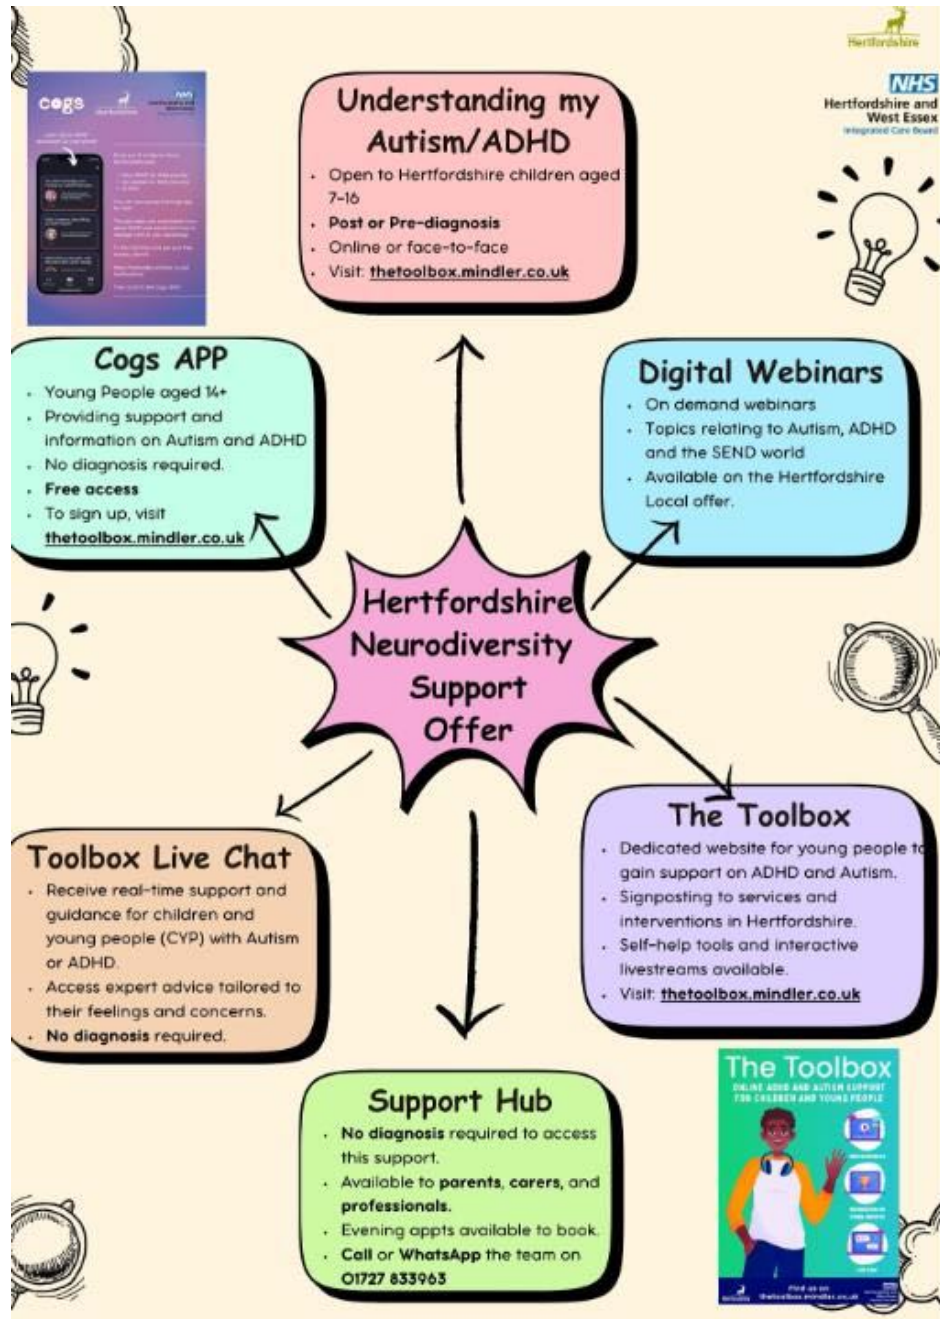 Hertfordshire
NHS
Hertfordshire and
West Essex
Integrated Care Board
cogs
Understanding my
Autism/ADHD
Open to Hertfordshire children aged
7-16
Post or Pre-diagnosis
Online or face-to-face
Visit: thetoolbox.mindler.co.uk
Cogs APP
Young People aged 14+
Providing support and
information on Autism and ADHD
No diagnosis required.
Free access
To sign up, visit
thetoolbox.mindler.co.uk
Digital Webinars
On demand webinars
Topics relating to Autism, ADHD
and the SEND world
Available on the Hertfordshire
Local offer.
Hertfordshire
Neurodiversity
Support
Offer
Toolbox Live Chat
Receive real-time support and
guidance for children and
young people (CYP) with Autism
or ADHD.
Access expert advice tailored to
their feelings and concerns.
No diagnosis required.
The Toolbox
Dedicated website for young people to
gain support on ADHD and Autism.
Signposting to services and
interventions in Hertfordshire.
Self-help tools and interactive
livestreams available.
Visit: thetoolbox.mindler.co.uk
Support Hub
No diagnosis required to access
this support.
Available to parents, carers, and
professionals.
Evening appts available to book.
Call or WhatsApp the team on
01727 833963
The Toolbox
ONLINE ADHD AND AUTISM SUPPORT
FOR CHILDREN AND YOUNG PEOPLE
Find us on
thetoolbox.mindler.co.uk